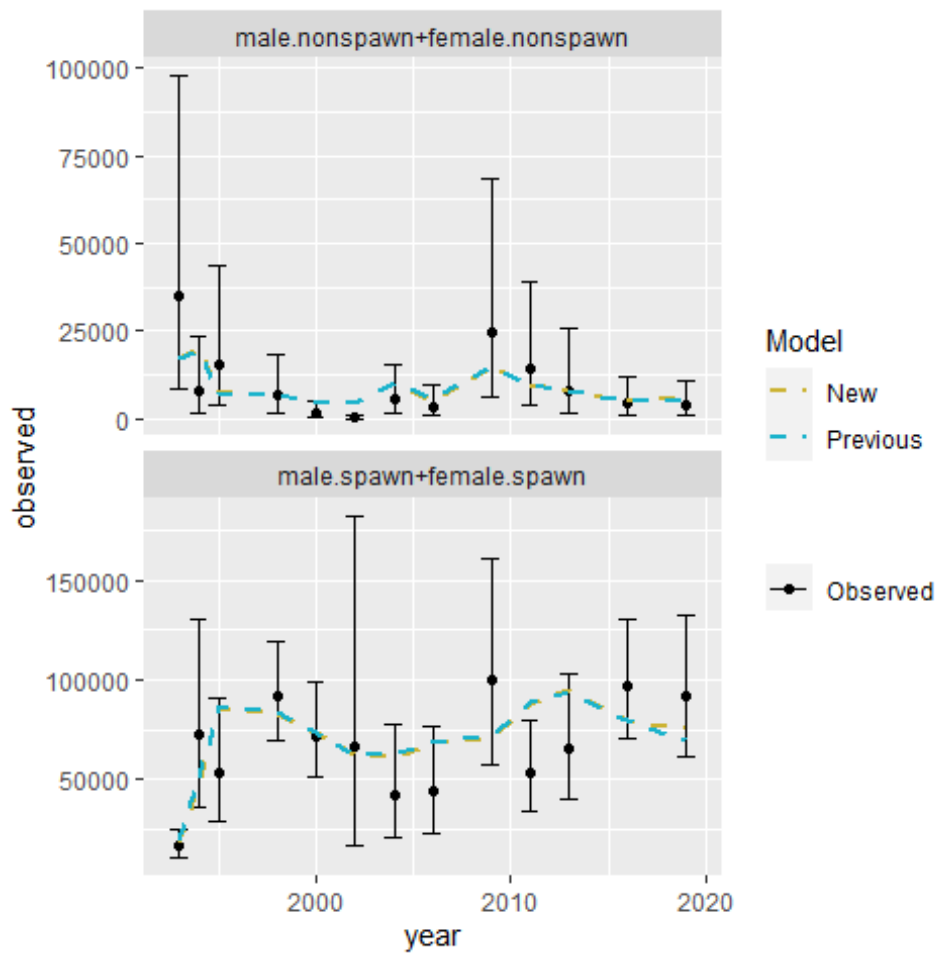 male.nonspawn+female.nonspawn
100000
75000
50000
25000
0
male.spawn+female.spawn
150000
100000
50000
2000 2010 2020
year
observed
Model
New
Previous
Observed